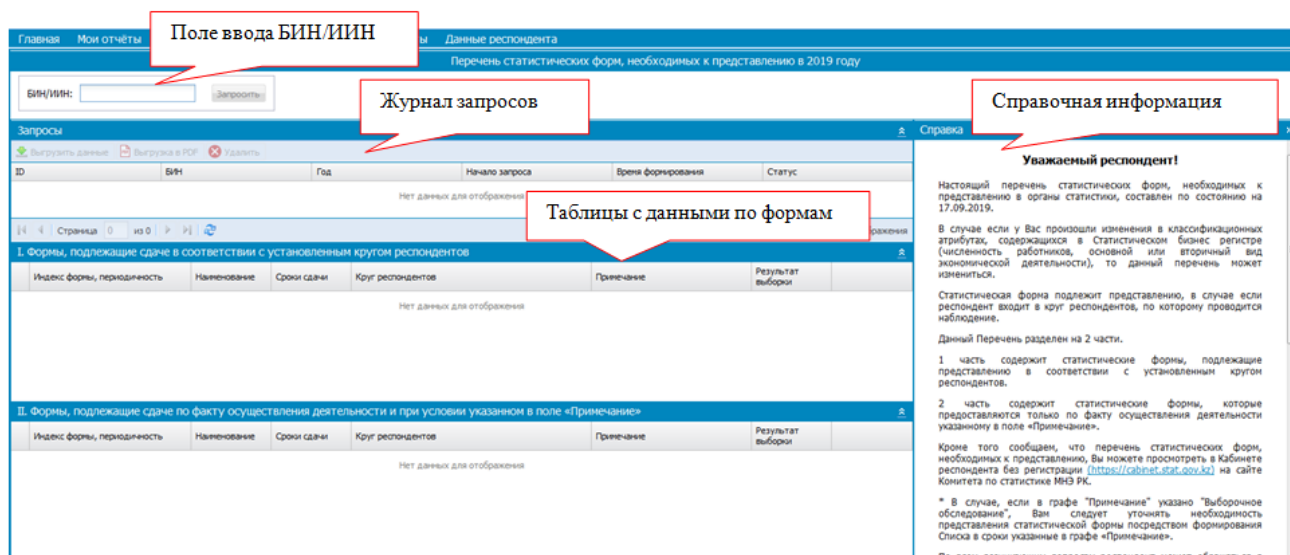 Поле ввода БИН/ИИН
Главная Мои отчёты ы Данные респондента
Перечень статистических форм, необходимых к представлению в 2019 году
БИН/ИИН: Запросить
Журнал запросов
Справочная информация
Запросы
Выгрузить данные Выгрузка в PDF Удалить
ID БИН Год Начало запроса Время формирования Статус
Нет данных для отображения
Таблицы с данными по формам
Страница 0 из 0 ражения
I. Формы, подлежащие сдаче в соответствии с установленным кругом респондентов
Индекс формы, периодичность Наименование Сроки сдачи Круг респондентов Примечание Результат
выборки
Нет данных для отображения
II. Формы, подлежащие сдаче по факту осуществления деятельности и при условии указанном в поле «Примечание»
Индекс формы, периодичность Наименование Сроки сдачи Круг респондентов Примечание Результат
выборки
Нет данных для отображения
Справка
Уважаемый респондент!
Настоящий перечень статистических форм, необходимых к
представлению в органы статистики, составлен по состоянию на
17.09.2019.
В случае если у Вас произошли изменения в классификационных
атрибутах, содержащихся в Статистическом бизнес регистре
(численность работников, основной или вторичный вид
экономической деятельности), то данный перечень может
измениться.
Статистическая форма подлежит представлению, в случае если
респондент входит в круг респондентов, по которому проводится
наблюдение.
Данный Перечень разделен на 2 части.
1 часть содержит статистические формы, подлежащие
представлению в соответствии с установленным кругом
респондентов.
2 часть содержит статистические формы, которые
предоставляются только по факту осуществления деятельности
указанному в поле «Примечание».
Кроме того сообщаем, что перечень статистических форм,
необходимых к представлению, Вы можете просмотреть в Кабинете
респондента без регистрации (https://cabinet.stat.gov.kz) на сайте
Комитета по статистике МНЭ РК.
* В случае, если в графе "Примечание" указано "Выборочное
обследование", Вам следует уточнять необходимость
представления статистической формы посредством формирования
Списка в сроки указанные в графе «Примечание».